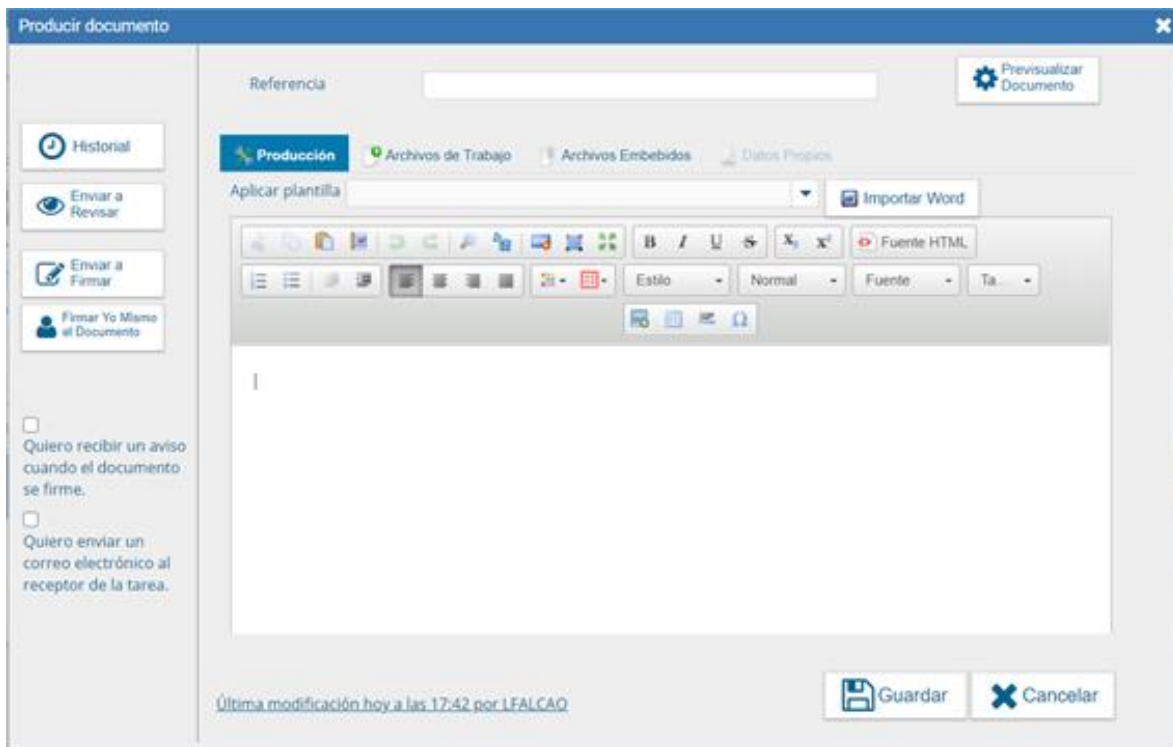 Producir documento
Referencia
Previsualizar
Documento
Historial
Producción
Archivos de Trabajo
Archivos Embebidos
Datos Propios
Enviar a
Revisar
Aplicar plantilla
Importar Word
B I U S X₂ X² Fuente HTML
Enviar a
Firmar
Estilo
Normal
Fuente
Ta...
Firmar Yo Mismo
el Documento
Ω
Quiero recibir un aviso
cuando el documento
se firme.
Quiero enviar un
correo electrónico al
receptor de la tarea.
Última modificación hoy a las 17:42 por LFALCAO
Guardar
Cancelar